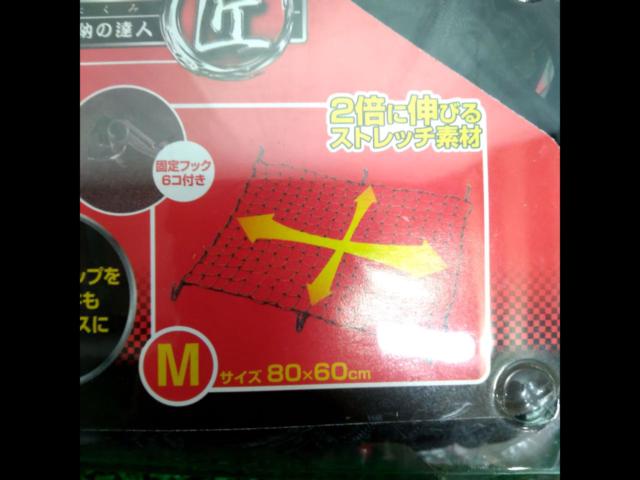 くみ
納の達人
匠
2倍に伸びる
ストレッチ素材
固定フック
6コ付き
ップを
も
スに
M サイズ 80×60cm